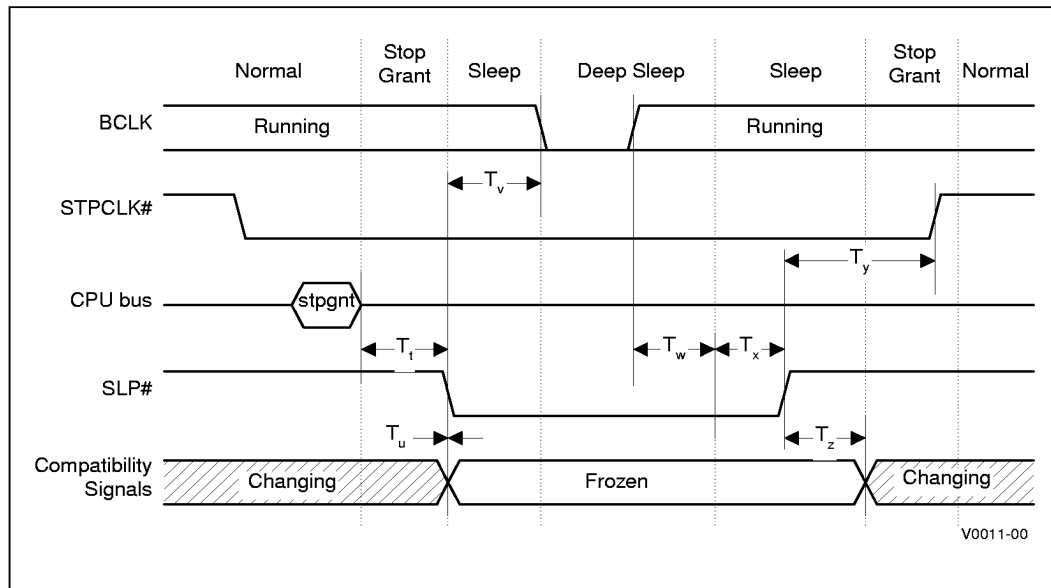 Stop Stop
Normal Grant Sleep Deep Sleep Sleep Grant Normal
BCLK Running Running
Tv
STPCLK#
Ty
CPU bus stpgnt
Tt Tw Tx
SLP#
Tu Tz
Compatibility
Signals Changing Frozen Changing
V0011-00